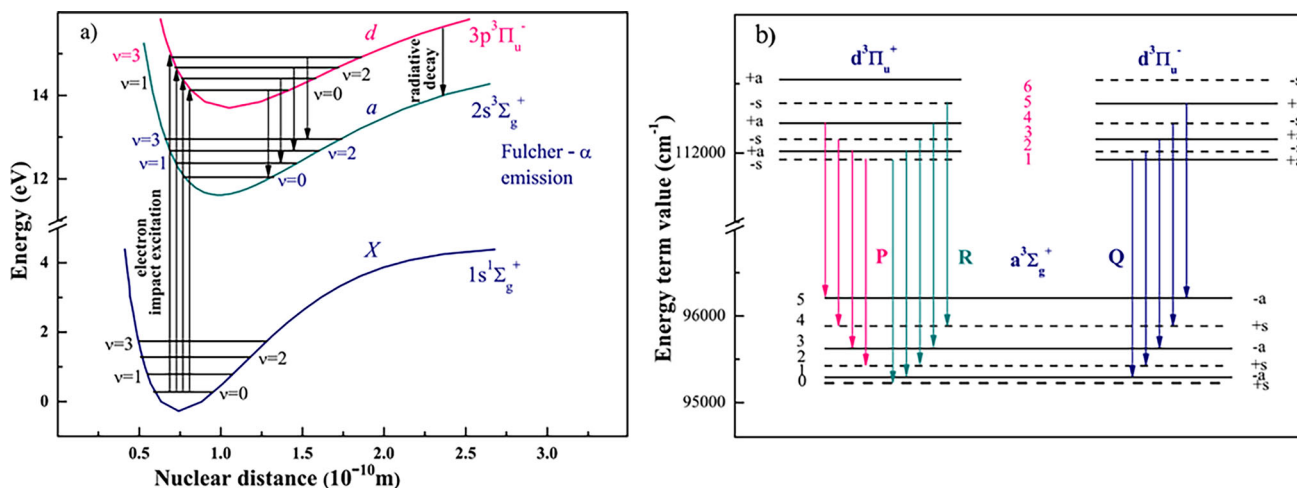 a)
d
3p³Πu⁻
ν=3
ν=1
ν=2
ν=0
radiative
decay
a
2s³Σg⁺
ν=3
ν=1
ν=2
ν=0
Fulcher - α
emission
electron
impact excitation
X
1s¹Σg⁺
ν=3
ν=1
ν=2
ν=0
Energy (eV)
14
12
4
2
0
0.5 1.0 1.5 2.0 2.5 3.0
Nuclear distance (10⁻¹⁰m)
b)
d³Πu⁺
d³Πu⁻
+a
-s
+a
-s
+a
-s
6
5
4
3
2
1
-s
P
R
a³Σg⁺
Q
5
4
3
2
1
0
-a
+s
-a
+s
-a
+s
Energy term value (cm⁻¹)
112000
96000
95000